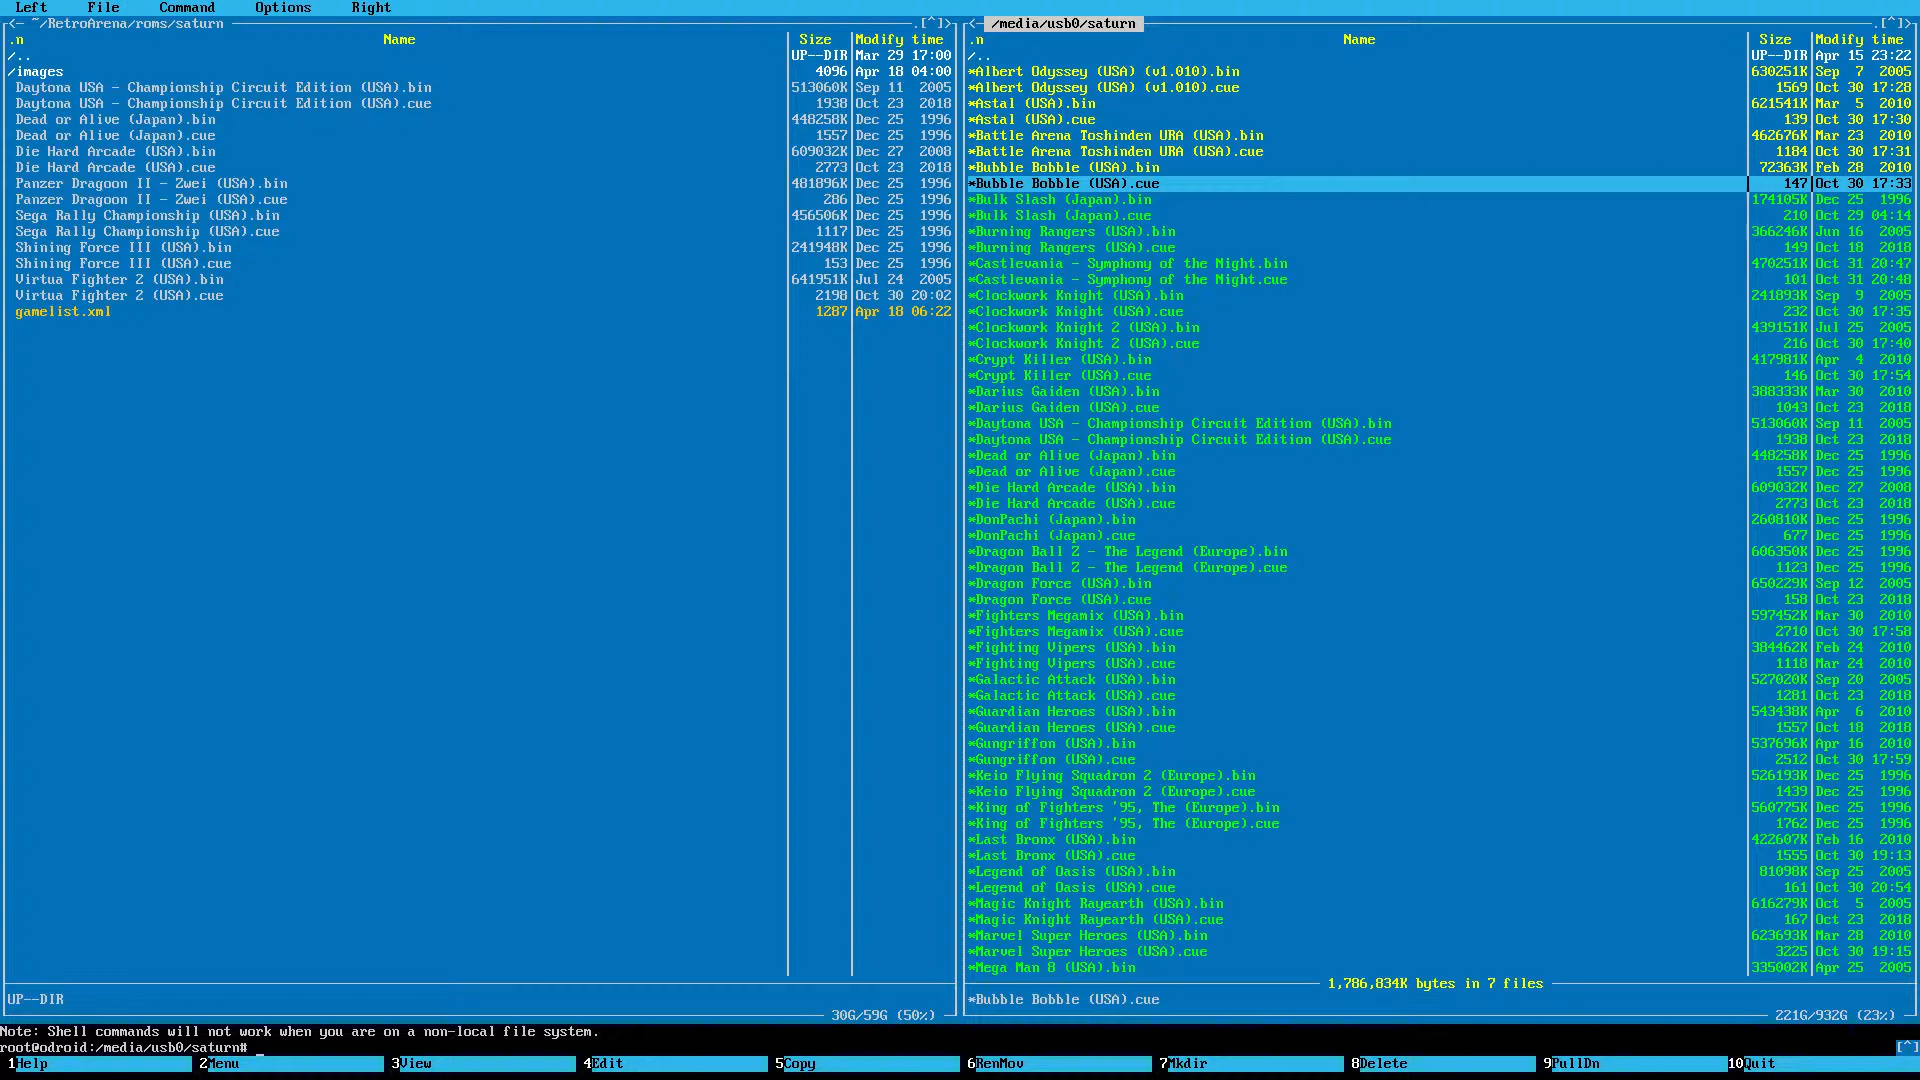 Left File Command Options Right
<- ~/RetroArena/roms/saturn .[^]>
.n Name Size Modify time
/.. UP--DIR Mar 29 17:00
/images 4096 Apr 18 04:00
Daytona USA - Championship Circuit Edition (USA).bin 513060K Sep 11 2005
Daytona USA - Championship Circuit Edition (USA).cue 1938 Oct 23 2018
Dead or Alive (Japan).bin 448258K Dec 25 1996
Dead or Alive (Japan).cue 1557 Dec 25 1996
Die Hard Arcade (USA).bin 609032K Dec 27 2008
Die Hard Arcade (USA).cue 2773 Oct 23 2018
Panzer Dragoon II - Zwei (USA).bin 481896K Dec 25 1996
Panzer Dragoon II - Zwei (USA).cue 286 Dec 25 1996
Sega Rally Championship (USA).bin 456506K Dec 25 1996
Sega Rally Championship (USA).cue 1117 Dec 25 1996
Shining Force III (USA).bin 241948K Dec 25 1996
Shining Force III (USA).cue 153 Dec 25 1996
Virtua Fighter 2 (USA).bin 641951K Jul 24 2005
Virtua Fighter 2 (USA).cue 2198 Oct 30 20:02
gamelist.xml 1287 Apr 18 06:22
UP--DIR
30G/59G (50%)
<- /media/usb0/saturn .[^]>
.n Name Size Modify time
/.. UP--DIR Apr 15 23:22
*Albert Odyssey (USA) (v1.010).bin 630251K Sep 7 2005
*Albert Odyssey (USA) (v1.010).cue 1569 Oct 30 17:28
*Astal (USA).bin 621541K Mar 5 2010
*Astal (USA).cue 139 Oct 30 17:30
*Battle Arena Toshinden URA (USA).bin 462676K Mar 23 2010
*Battle Arena Toshinden URA (USA).cue 1184 Oct 30 17:31
*Bubble Bobble (USA).bin 72363K Feb 28 2010
*Bubble Bobble (USA).cue 147 Oct 30 17:33
*Bulk Slash (Japan).bin 174105K Dec 25 1996
*Bulk Slash (Japan).cue 210 Oct 29 04:14
*Burning Rangers (USA).bin 366246K Jun 16 2005
*Burning Rangers (USA).cue 149 Oct 18 2018
*Castlevania - Symphony of the Night.bin 470251K Oct 31 20:47
*Castlevania - Symphony of the Night.cue 101 Oct 31 20:48
*Clockwork Knight (USA).bin 241893K Sep 9 2005
*Clockwork Knight (USA).cue 232 Oct 30 17:35
*Clockwork Knight 2 (USA).bin 439151K Jul 25 2005
*Clockwork Knight 2 (USA).cue 216 Oct 30 17:40
*Crypt Killer (USA).bin 417981K Apr 4 2010
*Crypt Killer (USA).cue 146 Oct 30 17:54
*Darius Gaiden (USA).bin 388333K Mar 30 2010
*Darius Gaiden (USA).cue 1043 Oct 23 2018
*Daytona USA - Championship Circuit Edition (USA).bin 513060K Sep 11 2005
*Daytona USA - Championship Circuit Edition (USA).cue 1938 Oct 23 2018
*Dead or Alive (Japan).bin 448258K Dec 25 1996
*Dead or Alive (Japan).cue 1557 Dec 25 1996
*Die Hard Arcade (USA).bin 609032K Dec 27 2008
*Die Hard Arcade (USA).cue 2773 Oct 23 2018
*DonPachi (Japan).bin 260810K Dec 25 1996
*DonPachi (Japan).cue 677 Dec 25 1996
*Dragon Ball Z - The Legend (Europe).bin 606350K Dec 25 1996
*Dragon Ball Z - The Legend (Europe).cue 1123 Dec 25 1996
*Dragon Force (USA).bin 650229K Sep 12 2005
*Dragon Force (USA).cue 158 Oct 23 2018
*Fighters Megamix (USA).bin 597452K Mar 30 2010
*Fighters Megamix (USA).cue 2710 Oct 30 17:58
*Fighting Vipers (USA).bin 384462K Feb 24 2010
*Fighting Vipers (USA).cue 1118 Mar 24 2010
*Galactic Attack (USA).bin 527020K Sep 20 2005
*Galactic Attack (USA).cue 1281 Oct 23 2018
*Guardian Heroes (USA).bin 543438K Apr 6 2010
*Guardian Heroes (USA).cue 1557 Oct 18 2018
*Gungriffon (USA).bin 537696K Apr 16 2010
*Gungriffon (USA).cue 2512 Oct 30 17:59
*Keio Flying Squadron 2 (Europe).bin 526193K Dec 25 1996
*Keio Flying Squadron 2 (Europe).cue 1439 Dec 25 1996
*King of Fighters '95, The (Europe).bin 560775K Dec 25 1996
*King of Fighters '95, The (Europe).cue 1762 Dec 25 1996
*Last Bronx (USA).bin 422607K Feb 16 2010
*Last Bronx (USA).cue 1555 Oct 30 19:13
*Legend of Oasis (USA).bin 81098K Sep 25 2005
*Legend of Oasis (USA).cue 161 Oct 30 20:54
*Magic Knight Rayearth (USA).bin 616279K Oct 5 2005
*Magic Knight Rayearth (USA).cue 167 Oct 23 2018
*Marvel Super Heroes (USA).bin 623693K Mar 28 2010
*Marvel Super Heroes (USA).cue 3225 Oct 30 19:15
*Mega Man 8 (USA).bin 335002K Apr 25 2005
1,786,834K bytes in 7 files
*Bubble Bobble (USA).cue
221G/932G (23%)
Note: Shell commands will not work when you are on a non-local file system.
root@odroid:/media/usb0/saturn# _ [^]
1Help 2Menu 3View 4Edit 5Copy 6RenMov 7Mkdir 8Delete 9PullDn 10Quit